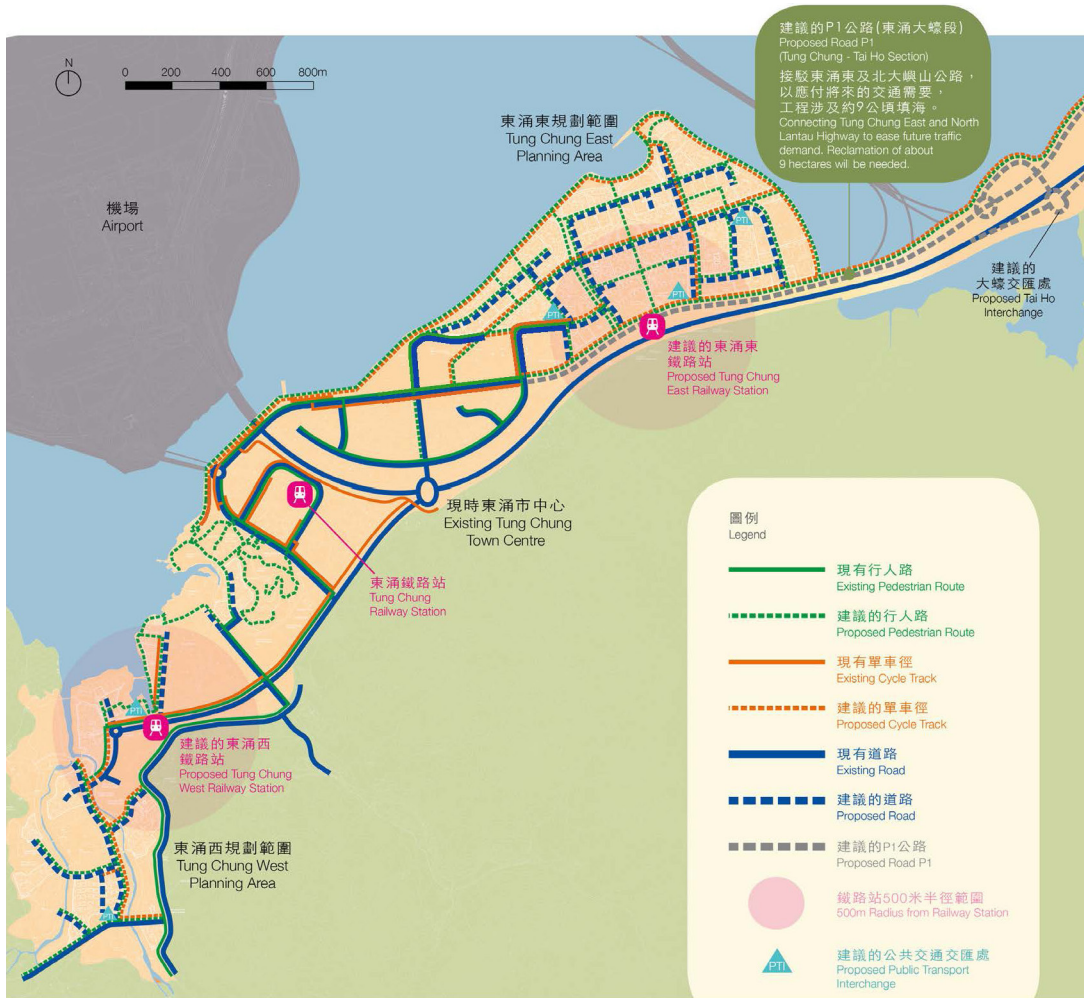 建議的P1公路(東涌大蠔段)
Proposed Road P1
(Tung Chung - Tai Ho Section)
接駁東涌東及北大嶼山公路，
以應付將來的交通需要，
工程涉及約9公頃填海。
Connecting Tung Chung East and North
Lantau Highway to ease future traffic
demand. Reclamation of about
9 hectares will be needed.
N
0 200 400 600 800m
東涌東規劃範圍
Tung Chung East
Planning Area
機場
Airport
PTI
建議的
大蠔交匯處
Proposed Tai Ho
Interchange
PTI
PTI
建議的東涌東
鐵路站
Proposed Tung Chung
East Railway Station
現時東涌市中心
Existing Tung Chung
Town Centre
東涌鐵路站
Tung Chung
Railway Station
PTI
建議的東涌西
鐵路站
Proposed Tung Chung
West Railway Station
東涌西規劃範圍
Tung Chung West
Planning Area
PTI
圖例
Legend
現有行人路
Existing Pedestrian Route
建議的行人路
Proposed Pedestrian Route
現有單車徑
Existing Cycle Track
建議的單車徑
Proposed Cycle Track
現有道路
Existing Road
建議的道路
Proposed Road
建議的P1公路
Proposed Road P1
鐵路站500米半徑範圍
500m Radius from Railway Station
PTI
建議的公共交通交匯處
Proposed Public Transport
Interchange